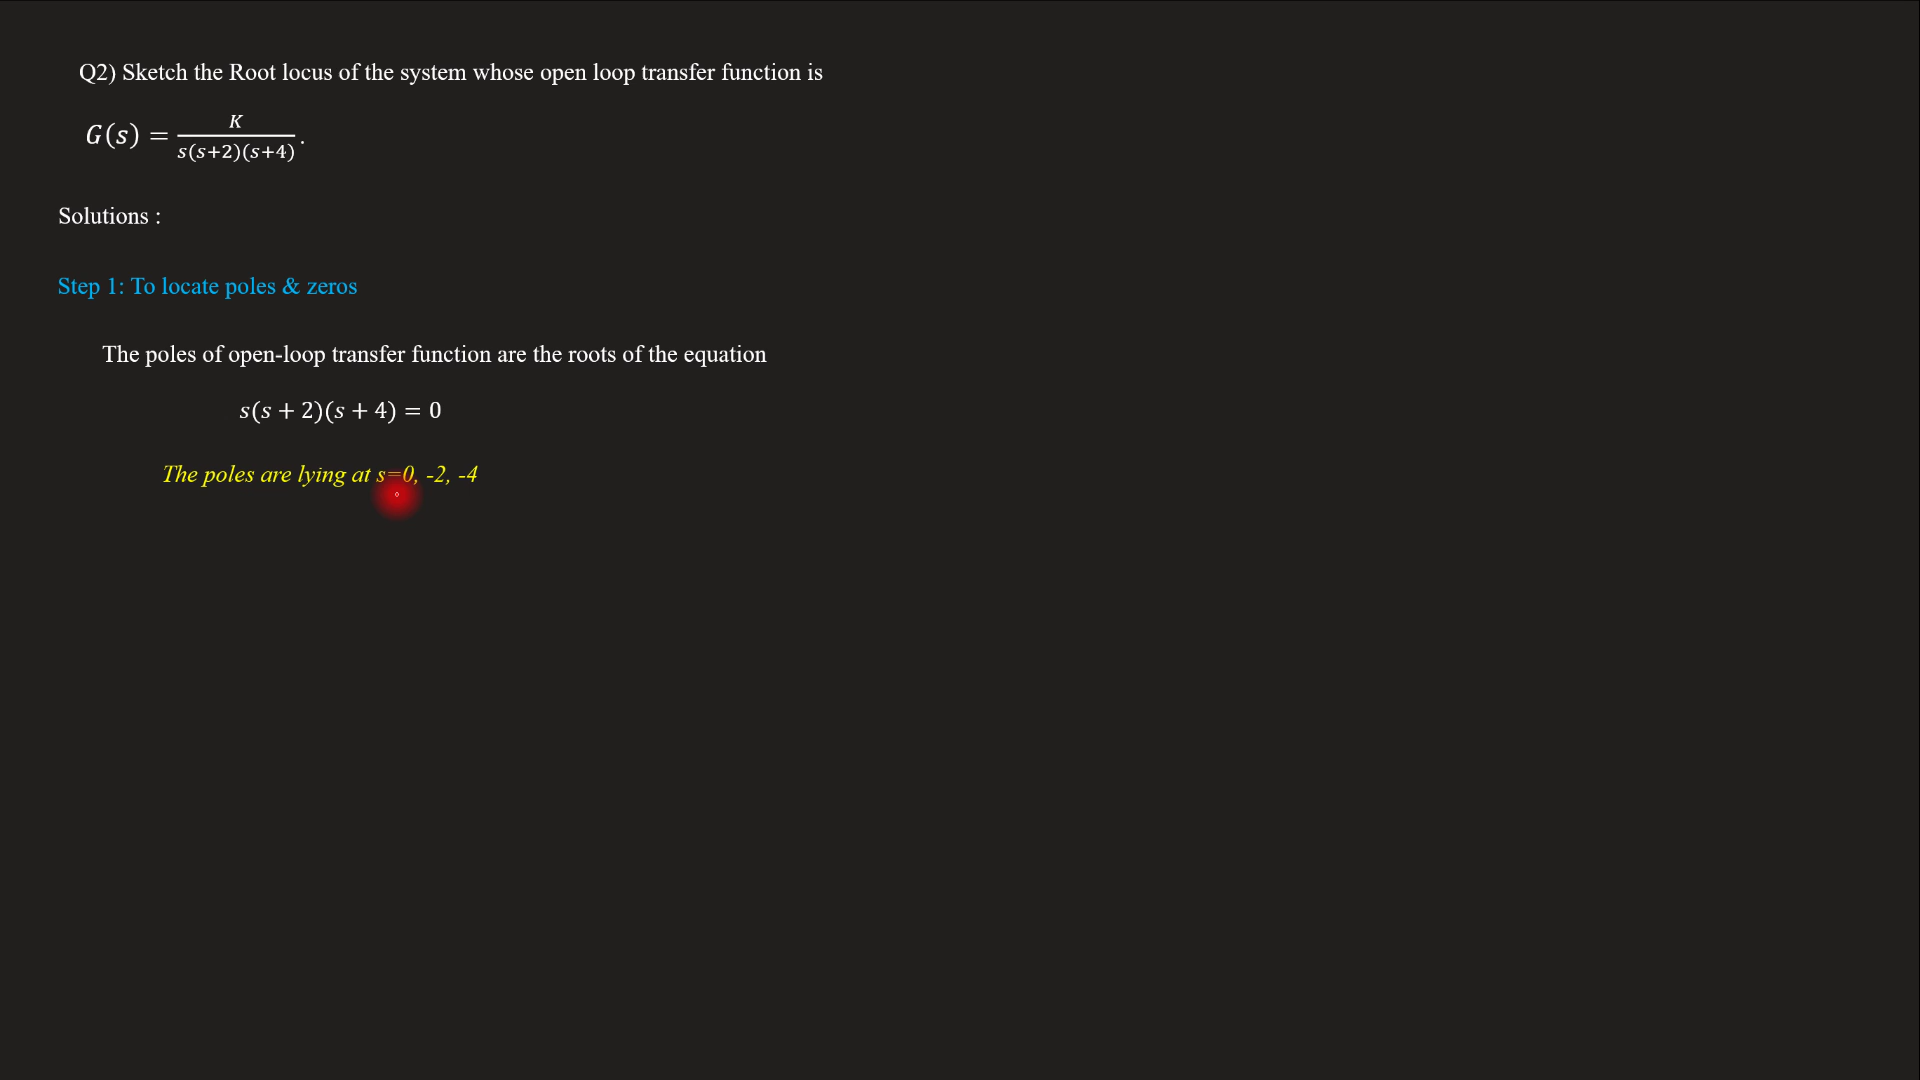 Q2) Sketch the Root locus of the system whose open loop transfer function is
G(s) = K / s(s+2)(s+4) .
Solutions :
Step 1: To locate poles & zeros
The poles of open-loop transfer function are the roots of the equation
s(s + 2)(s + 4) = 0
The poles are lying at s=0, -2, -4